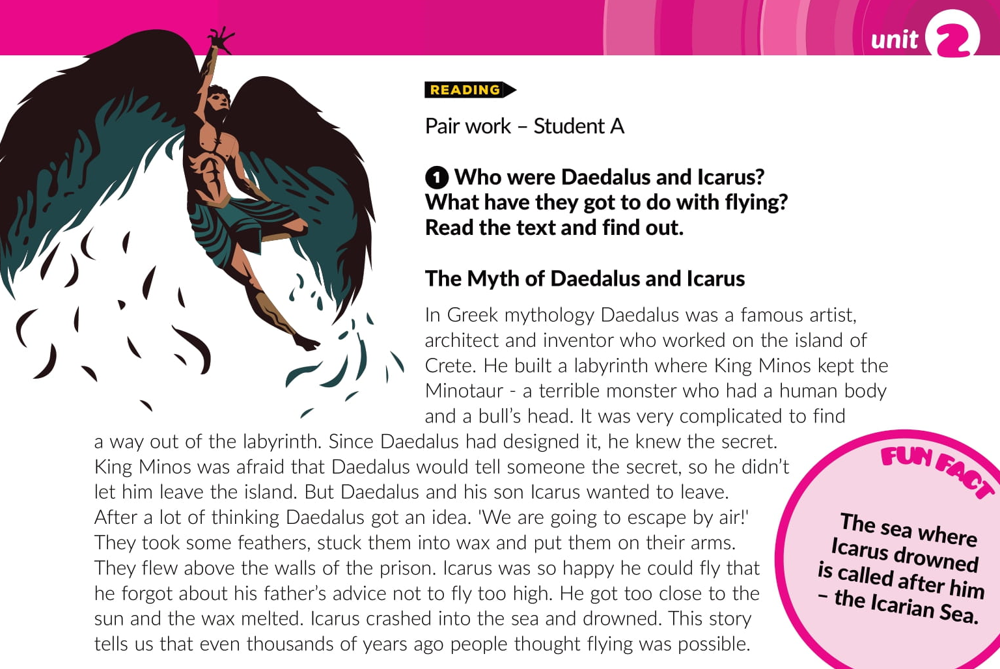 unit 2
READING
Pair work – Student A
1 Who were Daedalus and Icarus?
What have they got to do with flying?
Read the text and find out.
The Myth of Daedalus and Icarus
In Greek mythology Daedalus was a famous artist,
architect and inventor who worked on the island of
Crete. He built a labyrinth where King Minos kept the
Minotaur - a terrible monster who had a human body
and a bull’s head. It was very complicated to find
a way out of the labyrinth. Since Daedalus had designed it, he knew the secret.
King Minos was afraid that Daedalus would tell someone the secret, so he didn’t
let him leave the island. But Daedalus and his son Icarus wanted to leave.
After a lot of thinking Daedalus got an idea. 'We are going to escape by air!'
They took some feathers, stuck them into wax and put them on their arms.
They flew above the walls of the prison. Icarus was so happy he could fly that
he forgot about his father’s advice not to fly too high. He got too close to the
sun and the wax melted. Icarus crashed into the sea and drowned. This story
tells us that even thousands of years ago people thought flying was possible.
FUN FACT
The sea where
Icarus drowned
is called after him
– the Icarian Sea.